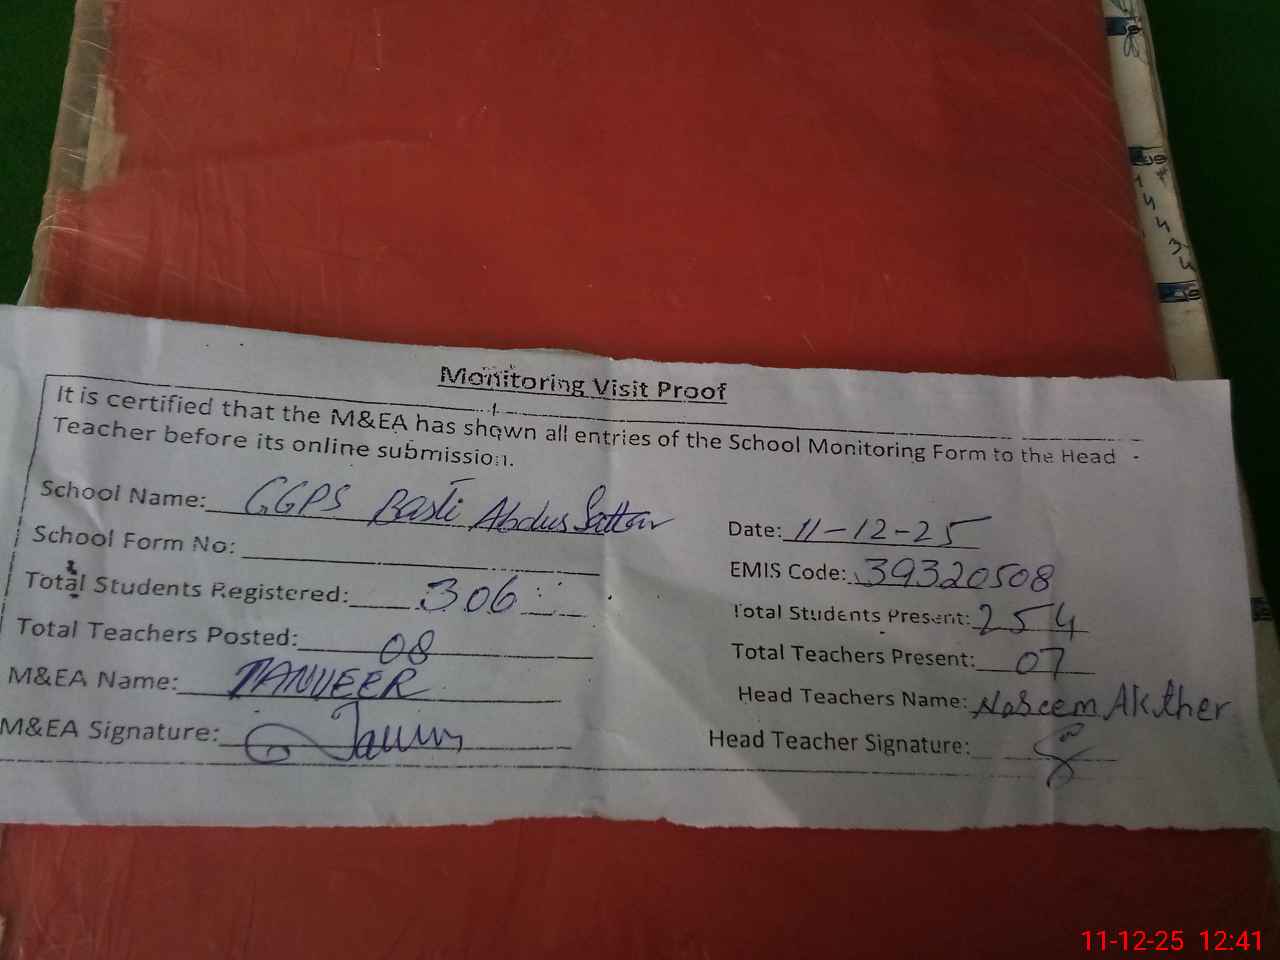 Monitoring Visit Proof
It is certified that the M&EA has shown all entries of the School Monitoring Form to the Head
Teacher before its online submission.
School Name: GGPS Basti Abdus Sattar
Date: 11-12-25
School Form No:
EMIS Code: 39320508
Total Students Registered: 306
Total Students Present: 254
Total Teachers Posted: 08
Total Teachers Present: 07
M&EA Name: TANVEER
Head Teachers Name: Naseem Akther
M&EA Signature:
Head Teacher Signature:
11-12-25 12:41